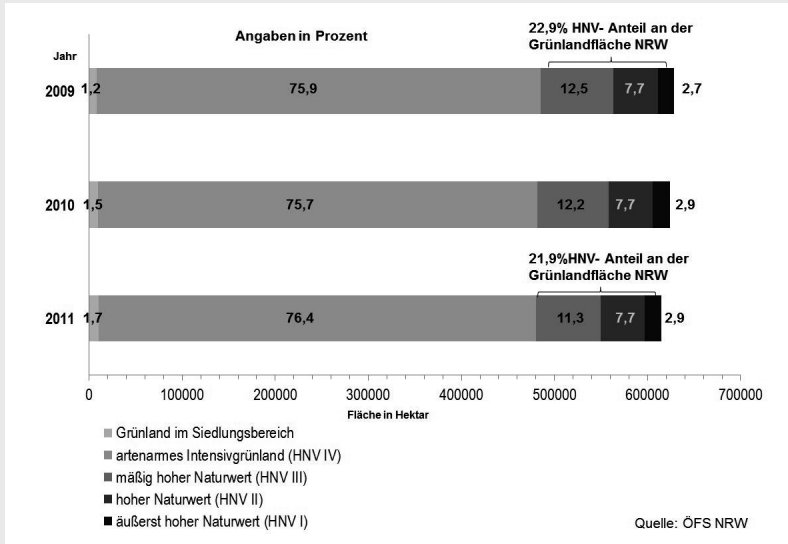 Angaben in Prozent
22,9% HNV- Anteil an der
Grünlandfläche NRW
Jahr
2009 1,2 75,9 12,5 7,7 2,7
2010 1,5 75,7 12,2 7,7 2,9
21,9%HNV- Anteil an der
Grünlandfläche NRW
2011 1,7 76,4 11,3 7,7 2,9
0 100000 200000 300000 400000 500000 600000 700000
Fläche in Hektar
Grünland im Siedlungsbereich
artenarmes Intensivgrünland (HNV IV)
mäßig hoher Naturwert (HNV III)
hoher Naturwert (HNV II)
äußerst hoher Naturwert (HNV I)
Quelle: ÖFS NRW